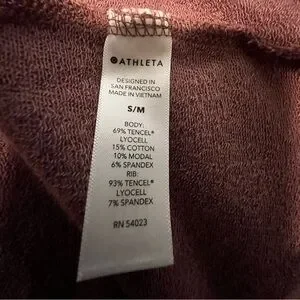 ATHLETA
DESIGNED IN
SAN FRANCISCO
MADE IN VIETNAM
S/M
BODY:
69% TENCEL®
LYOCELL
15% COTTON
10% MODAL
6% SPANDEX
RIB:
93% TENCEL®
LYOCELL
7% SPANDEX
RN 54023